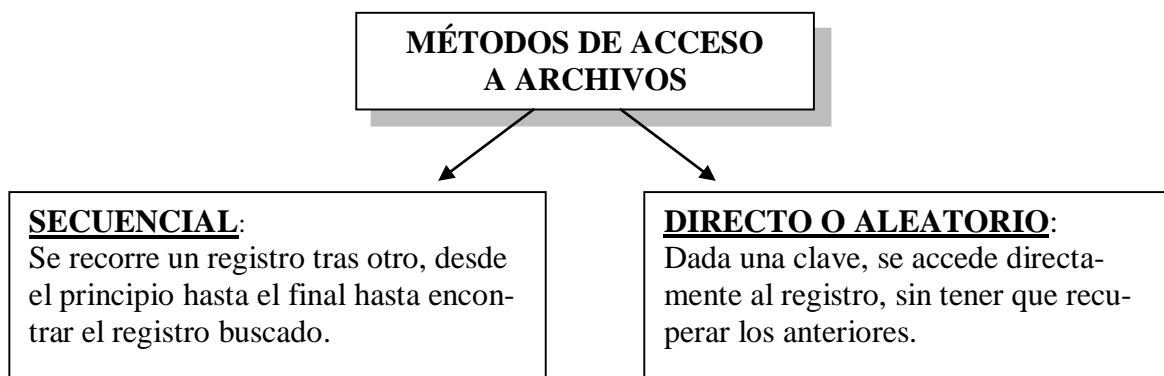 MÉTODOS DE ACCESO
A ARCHIVOS
SECUENCIAL:
Se recorre un registro tras otro, desde
el principio hasta el final hasta encon-
trar el registro buscado.
DIRECTO O ALEATORIO:
Dada una clave, se accede directa-
mente al registro, sin tener que recu-
perar los anteriores.